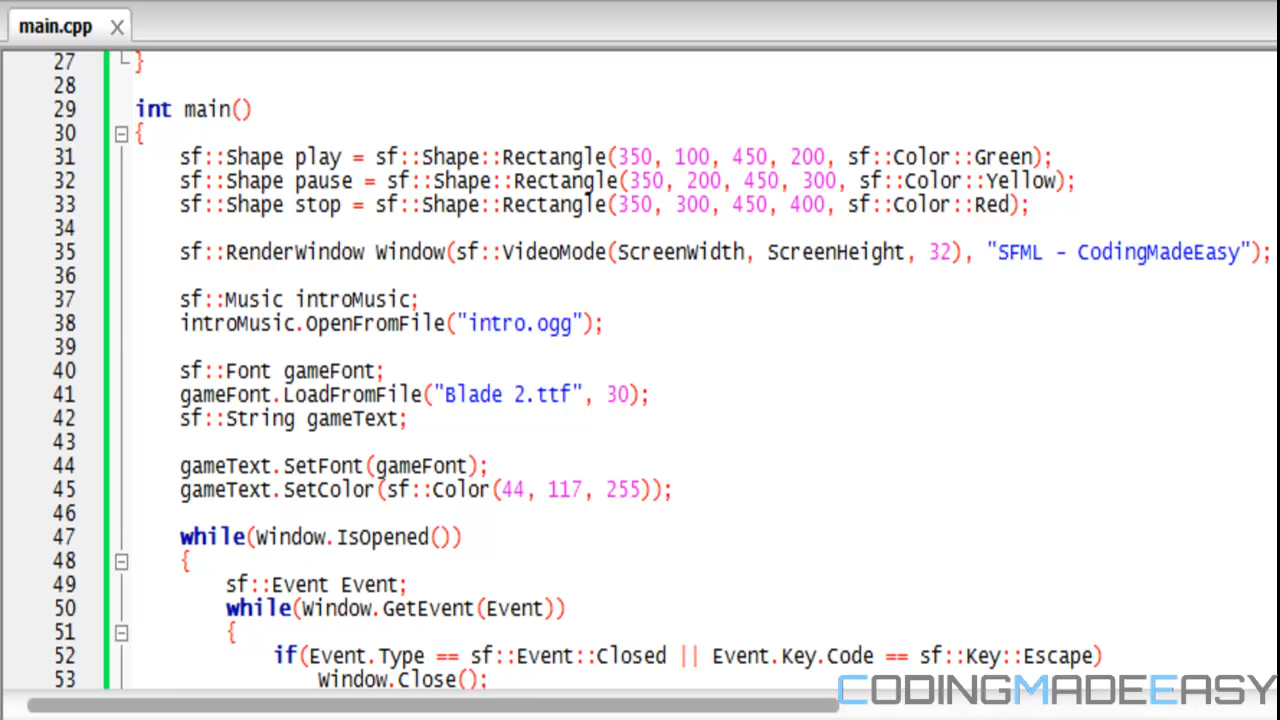 main.cpp X
27 }
28
29 int main()
30 {
31 sf::Shape play = sf::Shape::Rectangle(350, 100, 450, 200, sf::Color::Green);
32 sf::Shape pause = sf::Shape::Rectangle(350, 200, 450, 300, sf::Color::Yellow);
33 sf::Shape stop = sf::Shape::Rectangle(350, 300, 450, 400, sf::Color::Red);
34
35 sf::RenderWindow Window(sf::VideoMode(ScreenWidth, ScreenHeight, 32), "SFML - CodingMadeEasy");
36
37 sf::Music introMusic;
38 introMusic.OpenFromFile("intro.ogg");
39
40 sf::Font gameFont;
41 gameFont.LoadFromFile("Blade 2.ttf", 30);
42 sf::String gameText;
43
44 gameText.SetFont(gameFont);
45 gameText.SetColor(sf::Color(44, 117, 255));
46
47 while(Window.IsOpened())
48 {
49 sf::Event Event;
50 while(Window.GetEvent(Event))
51 {
52 if(Event.Type == sf::Event::Closed || Event.Key.Code == sf::Key::Escape)
53 Window.Close();
CODINGMADEEASY